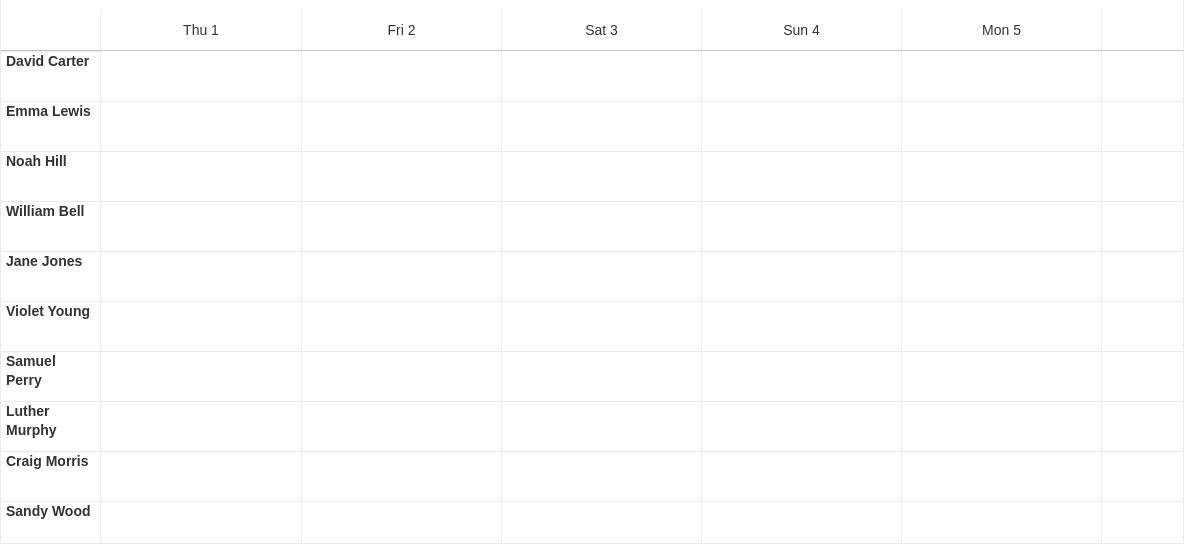 Thu 1 Fri 2 Sat 3 Sun 4 Mon 5
David Carter
Emma Lewis
Noah Hill
William Bell
Jane Jones
Violet Young
Samuel
Perry
Luther
Murphy
Craig Morris
Sandy Wood